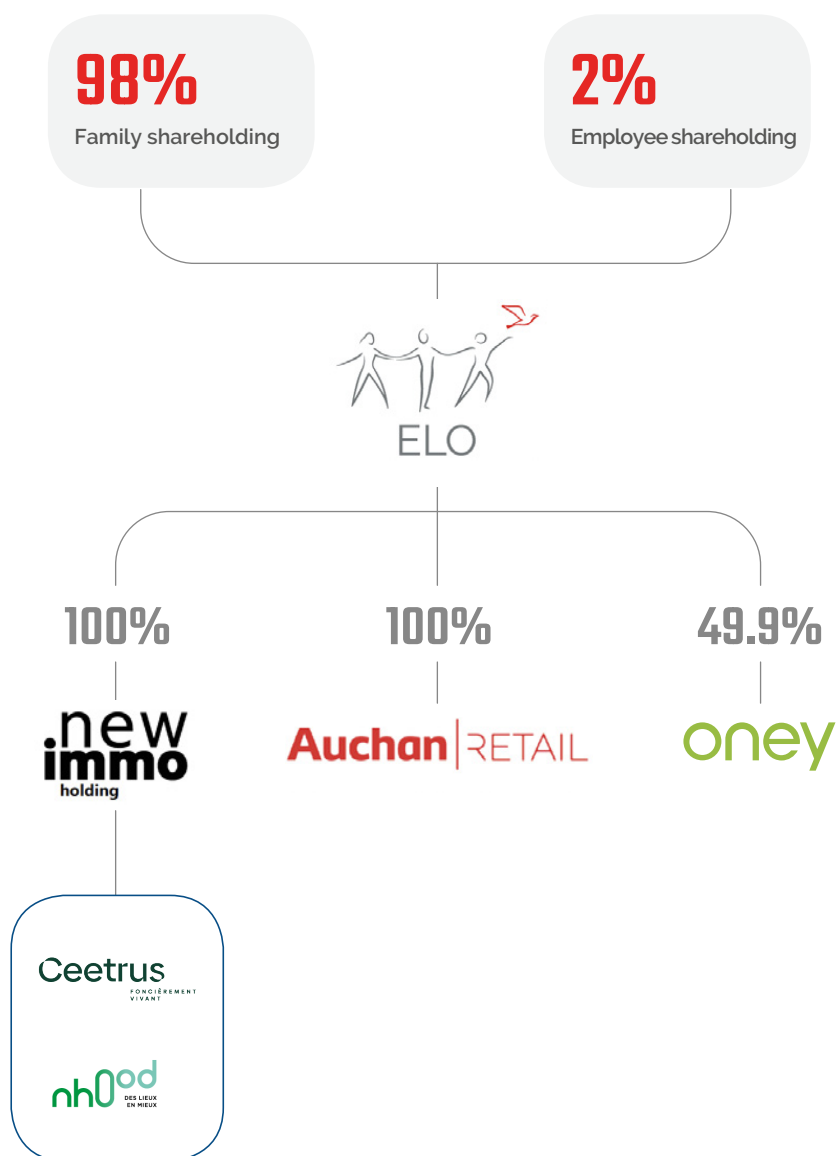 98%
Family shareholding
2%
Employee shareholding
ELO
100%
100%
49.9%
new
immo
holding
Auchan RETAIL
oney
Ceetrus
FONCIÈREMENT
VIVANT
nhood
DES LIEUX
EN MIEUX